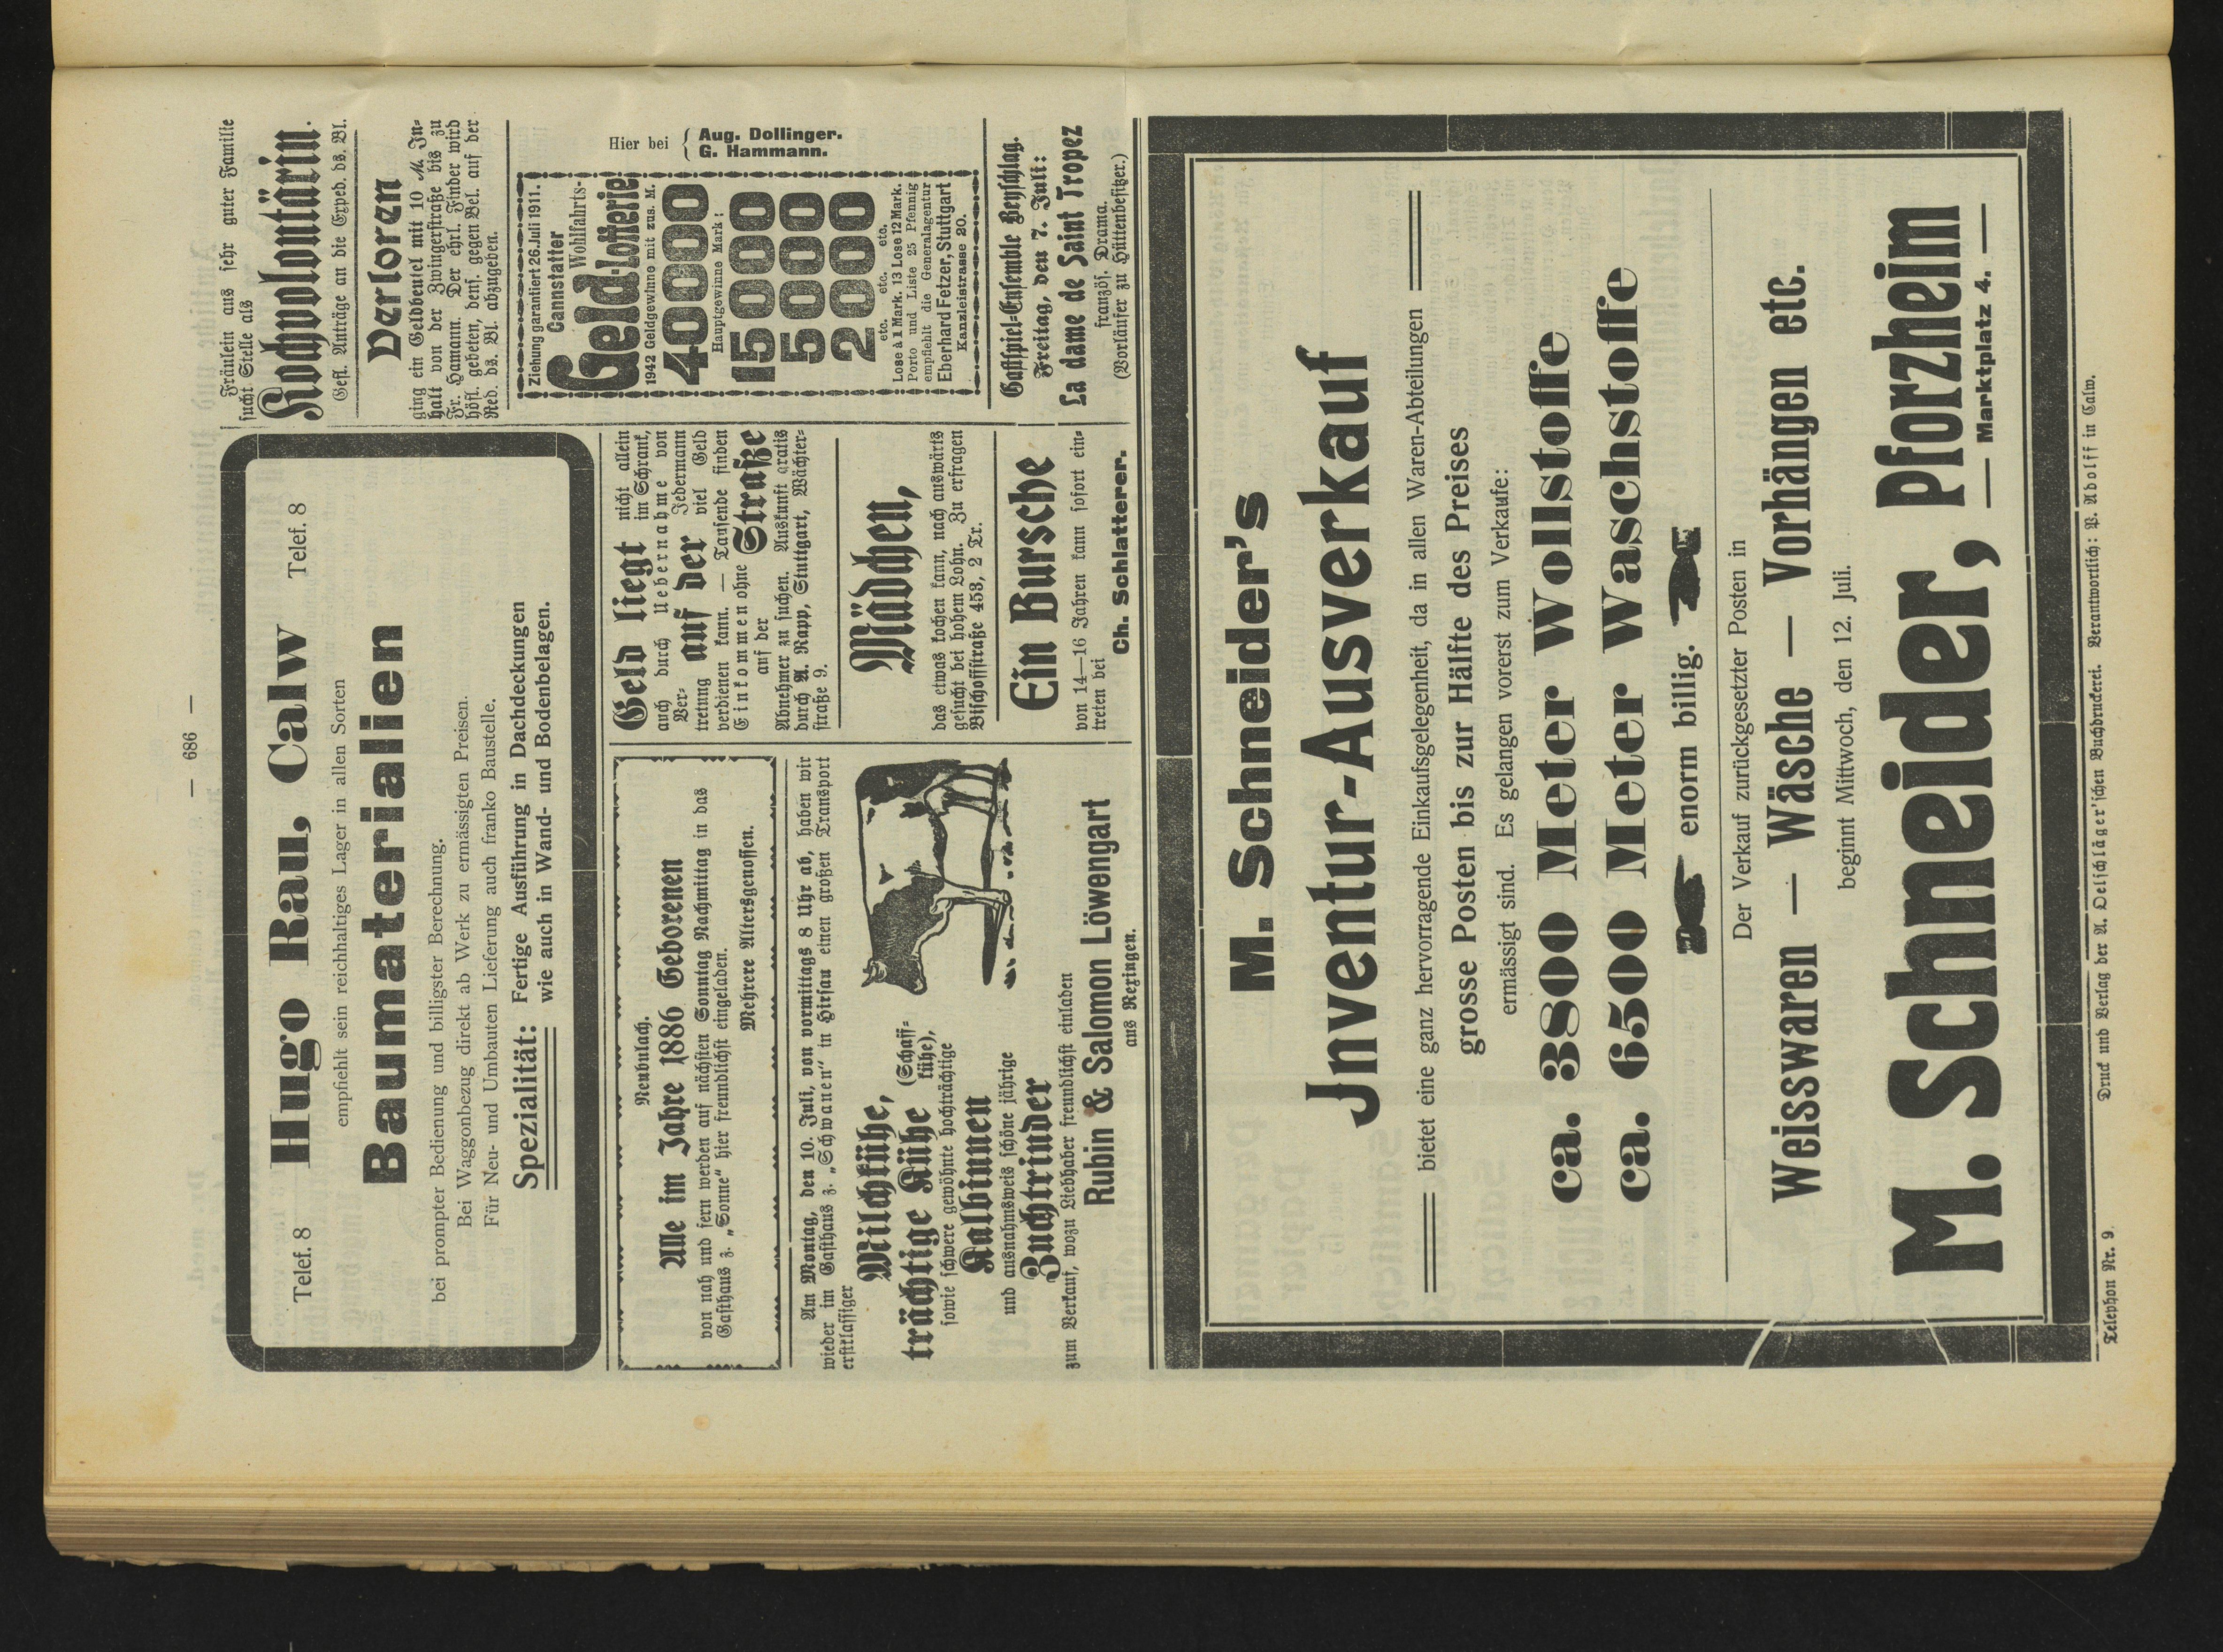 — 686 —
Telef. 8 Hugo Rau, Calw Telef. 8
empfiehlt sein reichhaltiges Lager in allen Sorten
Baumaterialien
bei prompter Bedienung und billigster Berechnung.
Bei Waggonbezug direkt ab Werk zu ermässigten Preisen.
Für Neu- und Umbauten Lieferung auch franko Baustelle.
Spezialität: Fertige Ausführung in Dachdeckungen
wie auch in Wand- und Bodenbelagen.
Neubulach.
Alle im Jahre 1886 Geborenen
von nah und fern werden auf nächsten Sonntag Nachmittag in das
Gasthaus z. „Sonne" hier freundlichst eingeladen.
Mehrere Altersgenossen.
Am Montag, den 10. Juli, von vormittags 8 Uhr ab, haben wir
wieder im Gasthaus z. „Schwanen" in Hirsau einen großen Transport
erstklassiger
Milchkühe,
trächtige Kühe (Schaff-
kühe),
sowie schwere gewöhnte hochträchtige
Kalbinnen
und ausnahmsweis schöne jährige
Zuchtrinder
zum Verkauf, wozu Liebhaber freundlichst einladen
Rubin & Salomon Löwengart
aus Rexingen.
Geld liegt nicht allein
im Schrank,
auch durch Uebernahme von
Ver- auf der Jedermann
tretung viel Geld
verdienen kann. — Tausende finden
Einkommen ohne Straße
auf der
Abnehmer zu suchen. Auskunft gratis
durch A. Rapp, Stuttgart, Wächter-
straße 9.
Mädchen,
das etwas kochen kann, nach auswärts
gesucht bei hohem Lohn. Zu erfragen
Bischofstraße 453, 2 Tr.
Ein Bursche
von 14—16 Jahren kann sofort ein-
treten bei
Ch. Schlatterer.
Fräulein aus sehr guter Familie
sucht Stelle als
Kochvolontärin.
Gefl. Anträge an die Exped. ds. Bl.
Verloren
ging ein Geldbeutel mit 10 M. In-
halt von der Zwingerstraße bis zu
Fr. Hamann. Der ehrl. Finder wird
höfl. gebeten, dens. gegen Bel. auf der
Red. ds. Bl. abzugeben.
Ziehung garantiert 26. Juli 1911.
Cannstatter
Wohlfahrts-
Geld-Lotterie
1942 Geldgewinne mit zus. M.
40000
Hauptgewinne Mark:
15000
5000
2000
etc. etc. etc.
Lose à 1 Mark. 13 Lose 12 Mark.
Porto und Liste 25 Pfennig
empfiehlt die Generalagentur
Eberhard Fetzer, Stuttgart
Kanzleistrasse 20.
Hier bei { Aug. Dollinger.
G. Hammann.
Gastspiel-Ensemble Beyschlag.
Freitag, den 7. Juli:
La dame de Saint Tropez
französ. Drama.
(Vorläufer zu Hüttenbesitzer.)
M. Schneider's
Jnventur-Ausverkauf
bietet eine ganz hervorragende Einkaufsgelegenheit, da in allen Waren-Abteilungen
grosse Posten bis zur Hälfte des Preises
ermässigt sind. Es gelangen vorerst zum Verkaufe:
ca. 3800 Meter Wollstoffe
ca. 6500 Meter Waschstoffe
enorm billig.
Der Verkauf zurückgesetzter Posten in
Weisswaren — Wäsche — Vorhängen etc.
beginnt Mittwoch, den 12. Juli.
M. Schneider, Pforzheim
— Marktplatz 4. —
Telephon Nr. 9. Druck und Verlag der A. Oelschläger'schen Buchdruckerei. Verantwortlich: P. Adolff in Calw.